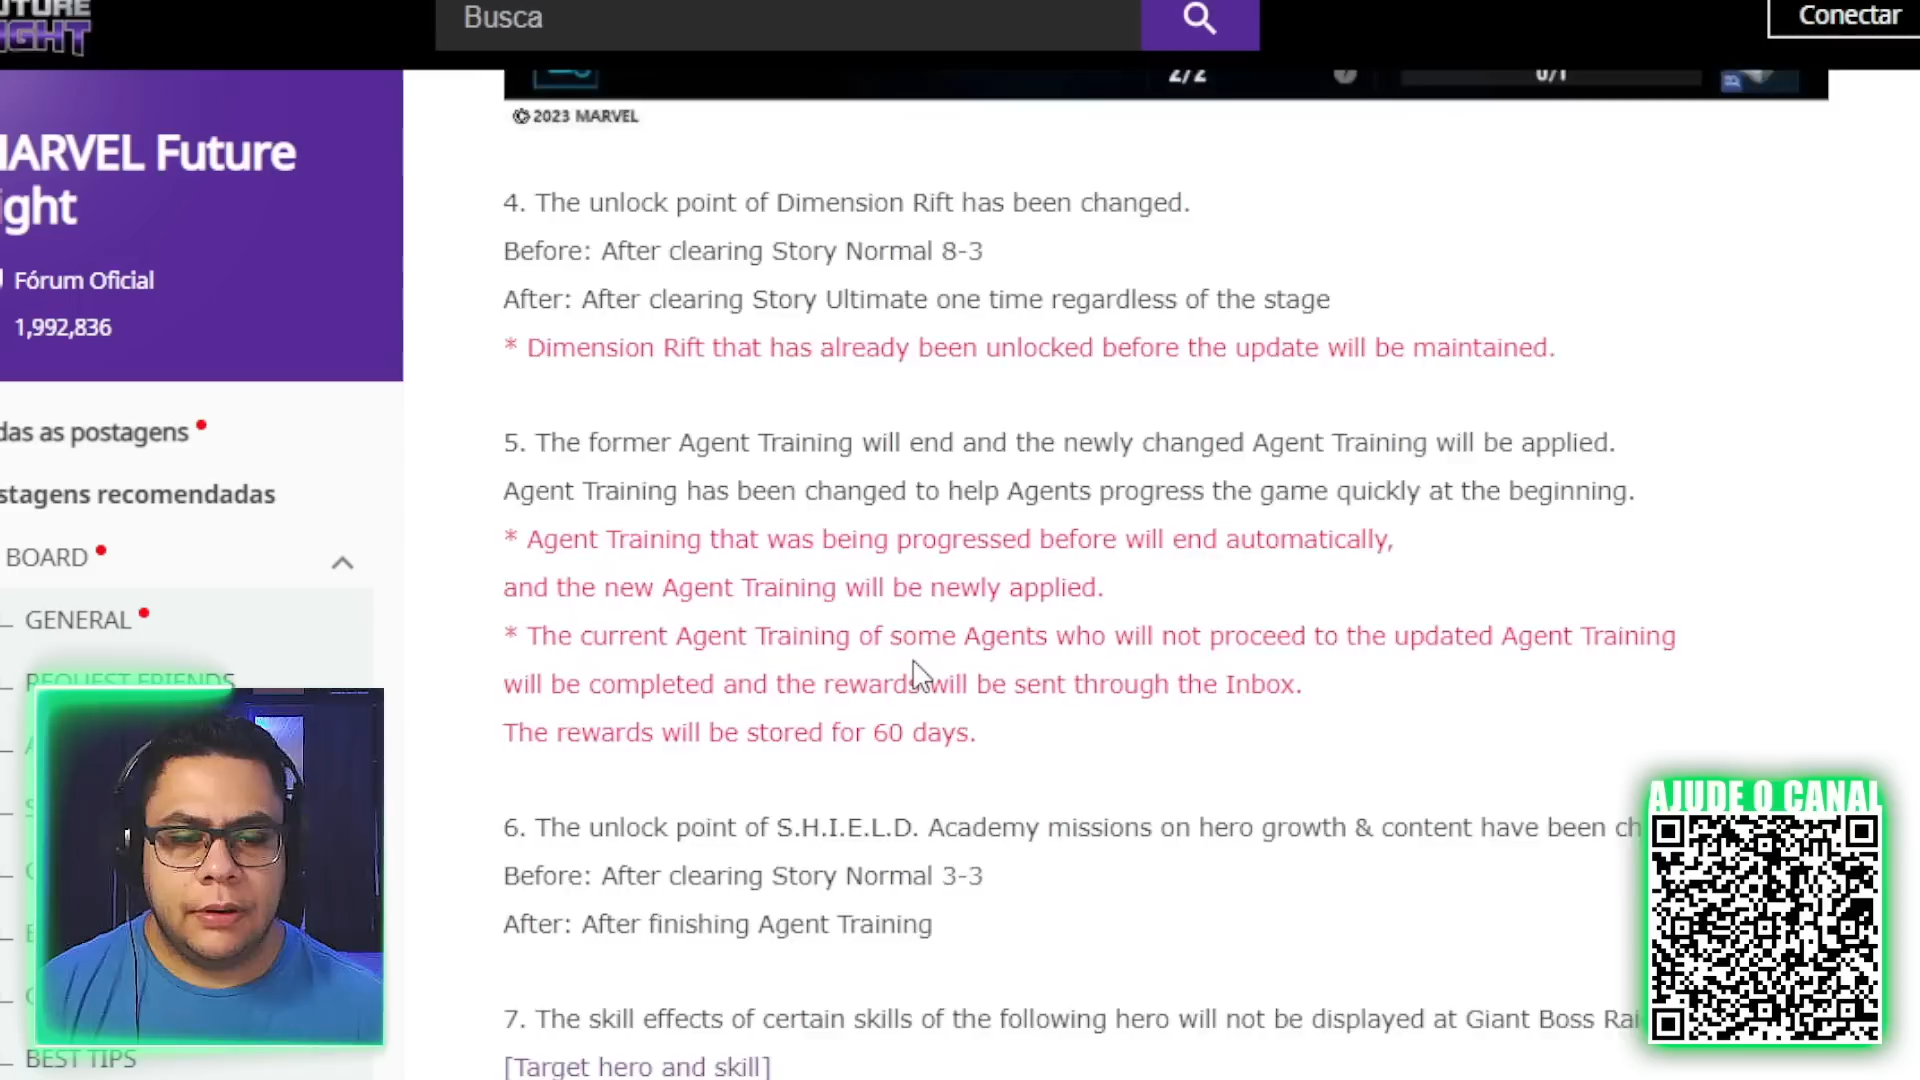 Busca
Conectar
2/2
0/1
© 2023 MARVEL
Fórum Oficial
1,992,836
BOARD
GENERAL
REQUEST FRIENDS
BEST TIPS
4. The unlock point of Dimension Rift has been changed.
Before: After clearing Story Normal 8-3
After: After clearing Story Ultimate one time regardless of the stage
* Dimension Rift that has already been unlocked before the update will be maintained.
5. The former Agent Training will end and the newly changed Agent Training will be applied.
Agent Training has been changed to help Agents progress the game quickly at the beginning.
* Agent Training that was being progressed before will end automatically,
and the new Agent Training will be newly applied.
* The current Agent Training of some Agents who will not proceed to the updated Agent Training
will be completed and the rewards will be sent through the Inbox.
The rewards will be stored for 60 days.
6. The unlock point of S.H.I.E.L.D. Academy missions on hero growth & content have been ch
Before: After clearing Story Normal 3-3
After: After finishing Agent Training
7. The skill effects of certain skills of the following hero will not be displayed at Giant Boss Rai
[Target hero and skill]
AJUDE O CANAL